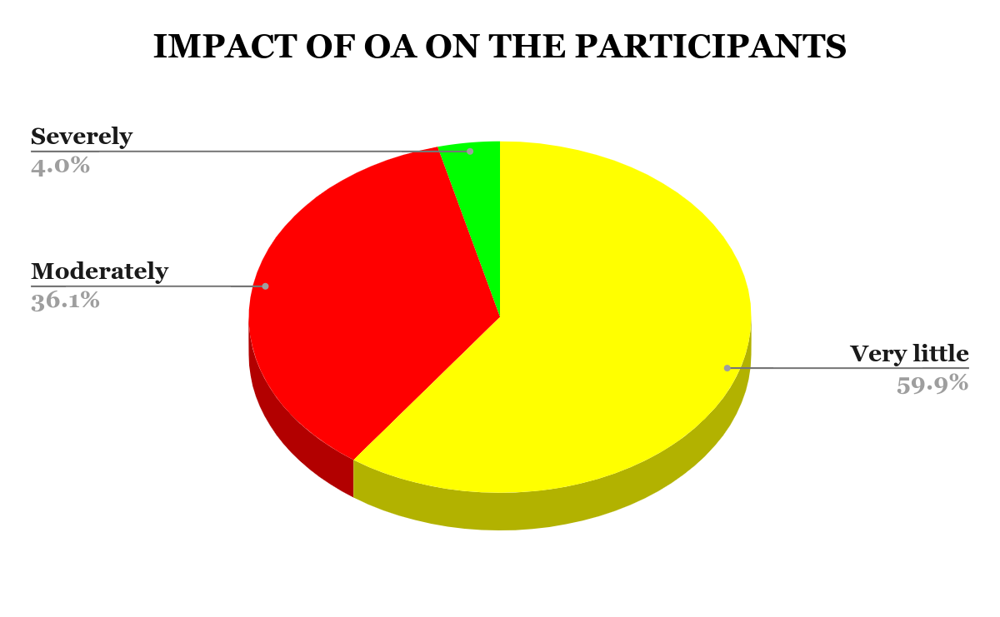 IMPACT OF OA ON THE PARTICIPANTS
Severely
4.0%
Moderately
36.1%
Very little
59.9%